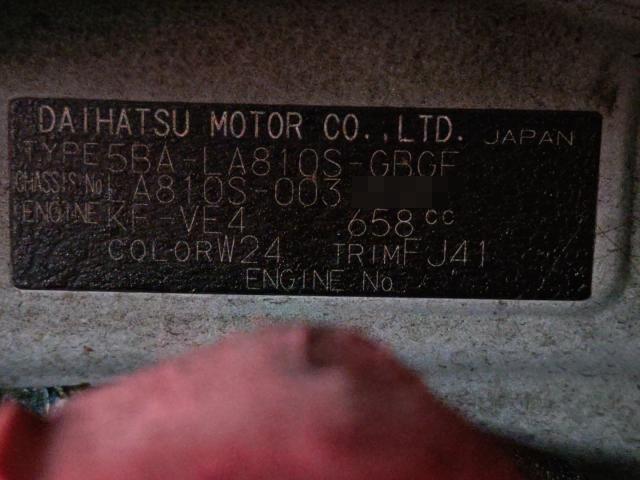 DAIHATSU MOTOR CO., LTD. JAPAN
TYPE 5BA-LA810S-GBGF
CHASSIS No LA810S-003
ENGINE KF-VE4 658 cc
COLOR W24 TRIM FJ41
ENGINE No